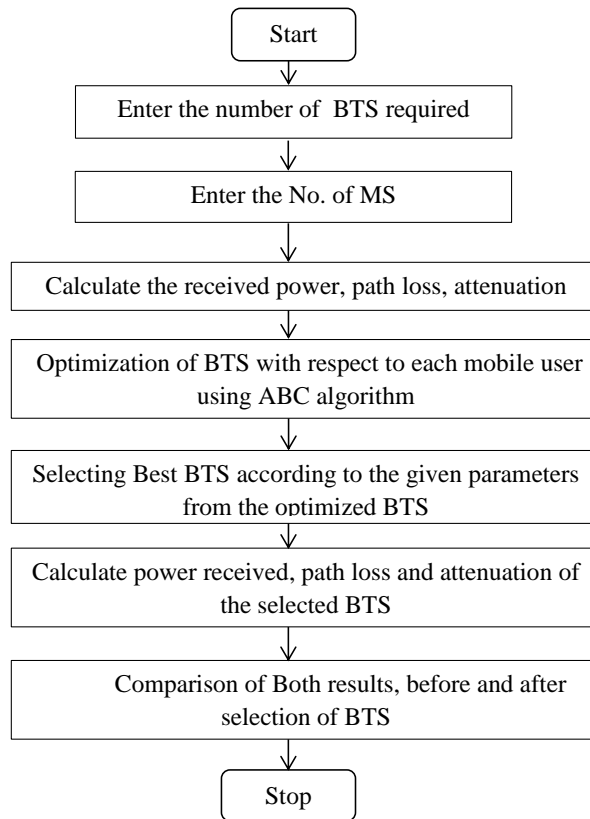 Start
Enter the number of BTS required
Enter the No. of MS
Calculate the received power, path loss, attenuation
Optimization of BTS with respect to each mobile user
using ABC algorithm
Selecting Best BTS according to the given parameters
from the optimized BTS
Calculate power received, path loss and attenuation of
the selected BTS
Comparison of Both results, before and after
selection of BTS
Stop